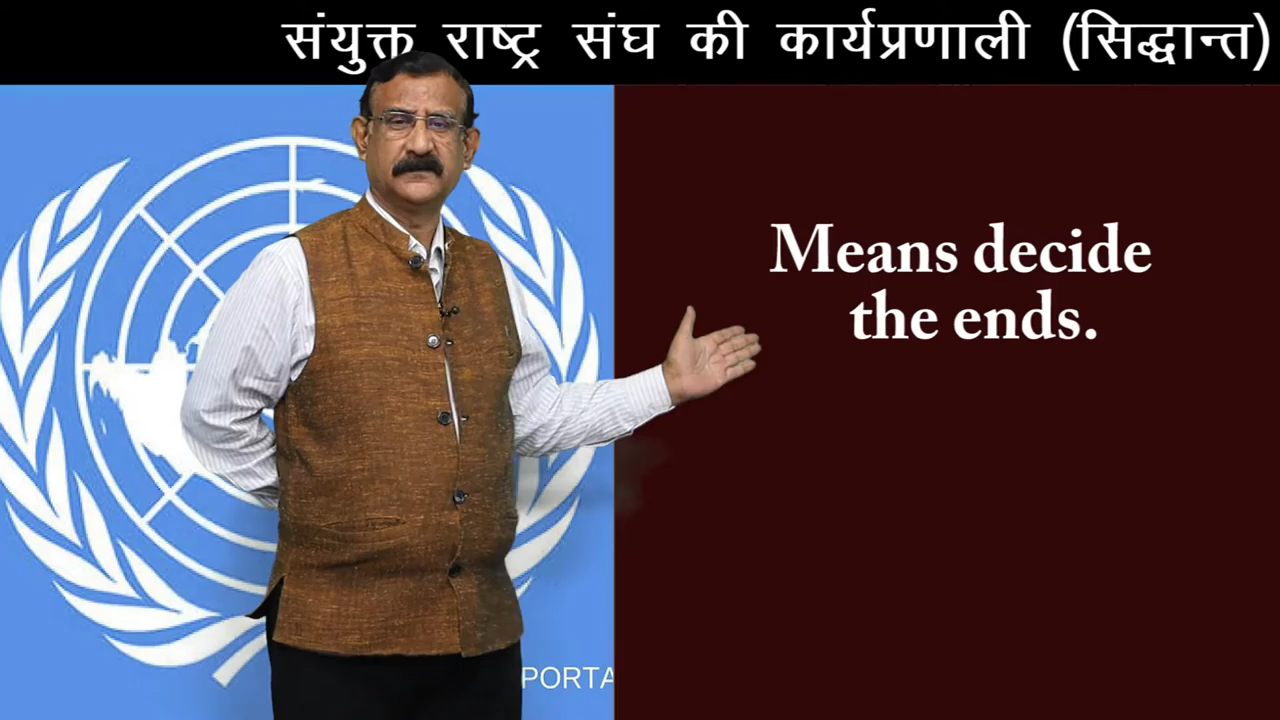 संयुक्त राष्ट्र संघ की कार्यप्रणाली (सिद्धान्त)
Means decide
the ends.
PORTA